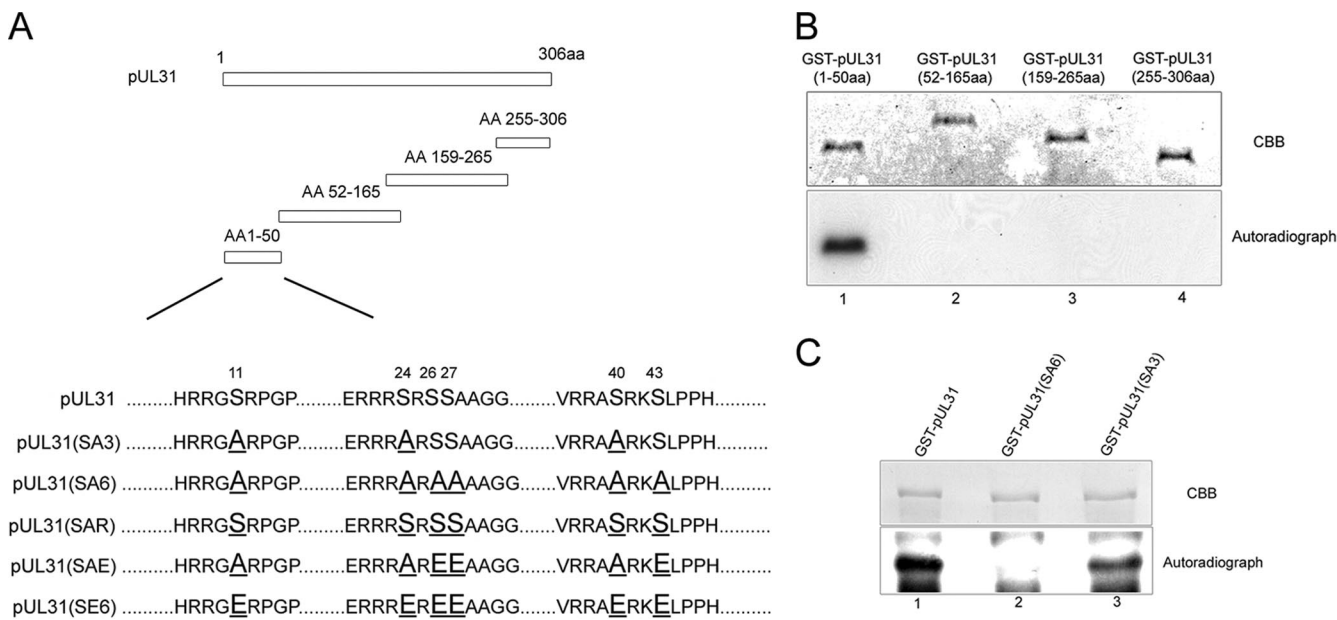 A
1 306aa
pUL31
AA 255-306
AA 159-265
AA 52-165
AA1-50
11 24 26 27 40 43
pUL31 .........HRRGSRPGP.........ERRRSRSSAAGG.......VRRASRKSLPPH..........
pUL31(SA3) .........HRRGARPGP.........ERRRARSSAAGG.......VRRAARKSLPPH..........
pUL31(SA6) .........HRRGARPGP.........ERRRARAAAAGG.......VRRAARKALPPH..........
pUL31(SAR) .........HRRGSRPGP.........ERRRSRSSAAGG.......VRRASRKSLPPH..........
pUL31(SAE) .........HRRGARPGP.........ERRRAREEAAGG.......VRRAARKELPPH..........
pUL31(SE6) .........HRRGERPGP.........ERRREREEAAGG.......VRRAERKELPPH..........
B
GST-pUL31 GST-pUL31 GST-pUL31 GST-pUL31
(1-50aa) (52-165aa) (159-265aa) (255-306aa)
CBB
Autoradiograph
1 2 3 4
C
GST-pUL31 GST-pUL31(SA6) GST-pUL31(SA3)
CBB
Autoradiograph
1 2 3